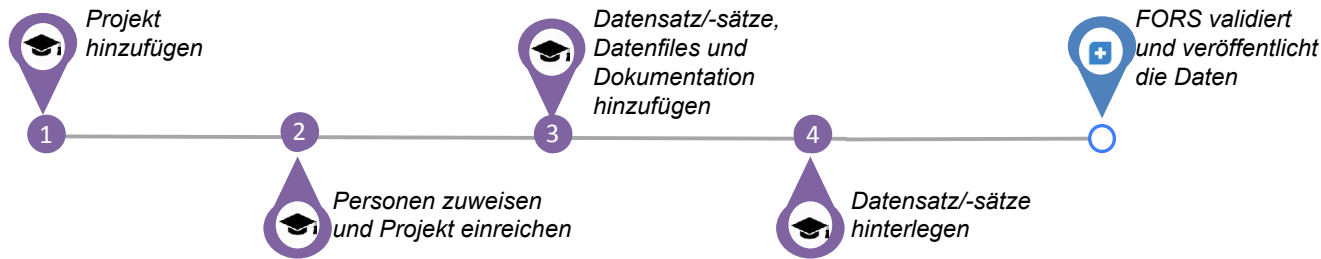 Projekt
hinzufügen
Datensatz/-sätze,
Datenfiles und
Dokumentation
hinzufügen
FORS validiert
und veröffentlicht
die Daten
1
2
3
4
Personen zuweisen
und Projekt einreichen
Datensatz/-sätze
hinterlegen